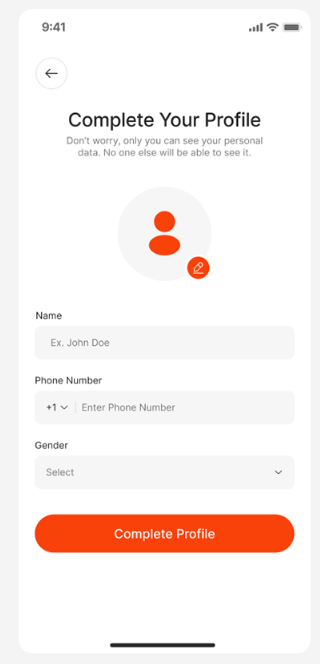 9:41
Complete Your Profile
Don't worry, only you can see your personal
data. No one else will be able to see it.
Name
Ex. John Doe
Phone Number
+1 Enter Phone Number
Gender
Select
Complete Profile